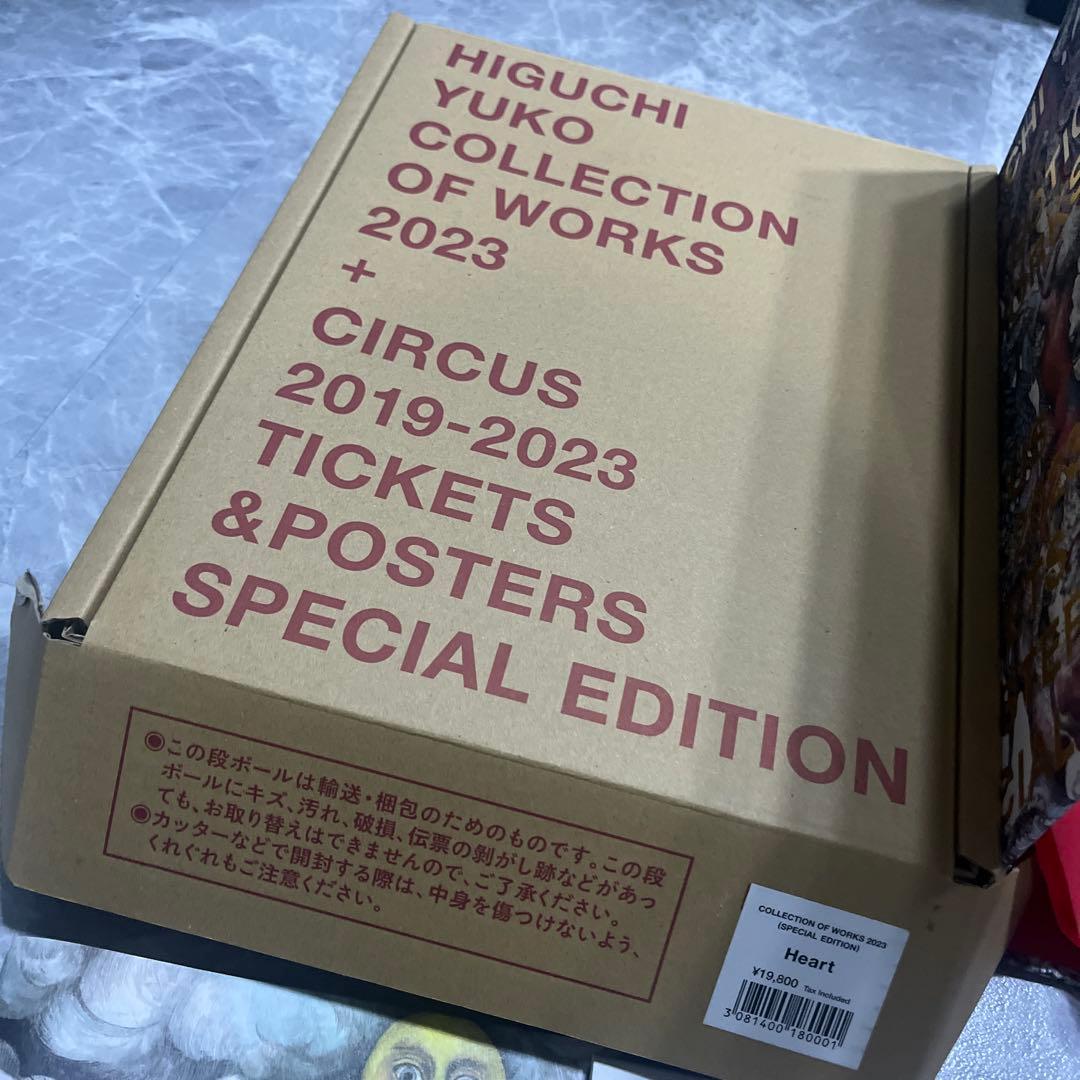 HIGUCHI
YUKO
COLLECTION
OF WORKS
2023
+
CIRCUS
2019-2023
TICKETS
&POSTERS
SPECIAL EDITION
◉この段ボールは輸送・梱包のためのものです。この段
ボールにキズ、汚れ、破損、伝票の剝がし跡などがあっ
ても、お取り替えはできませんので、ご了承ください。
◉カッターなどで開封する際は、中身を傷つけないよう、
くれぐれもご注意ください。
COLLECTION OF WORKS 2023
(SPECIAL EDITION)
Heart
¥19,800 Tax Included
3 081400 180001